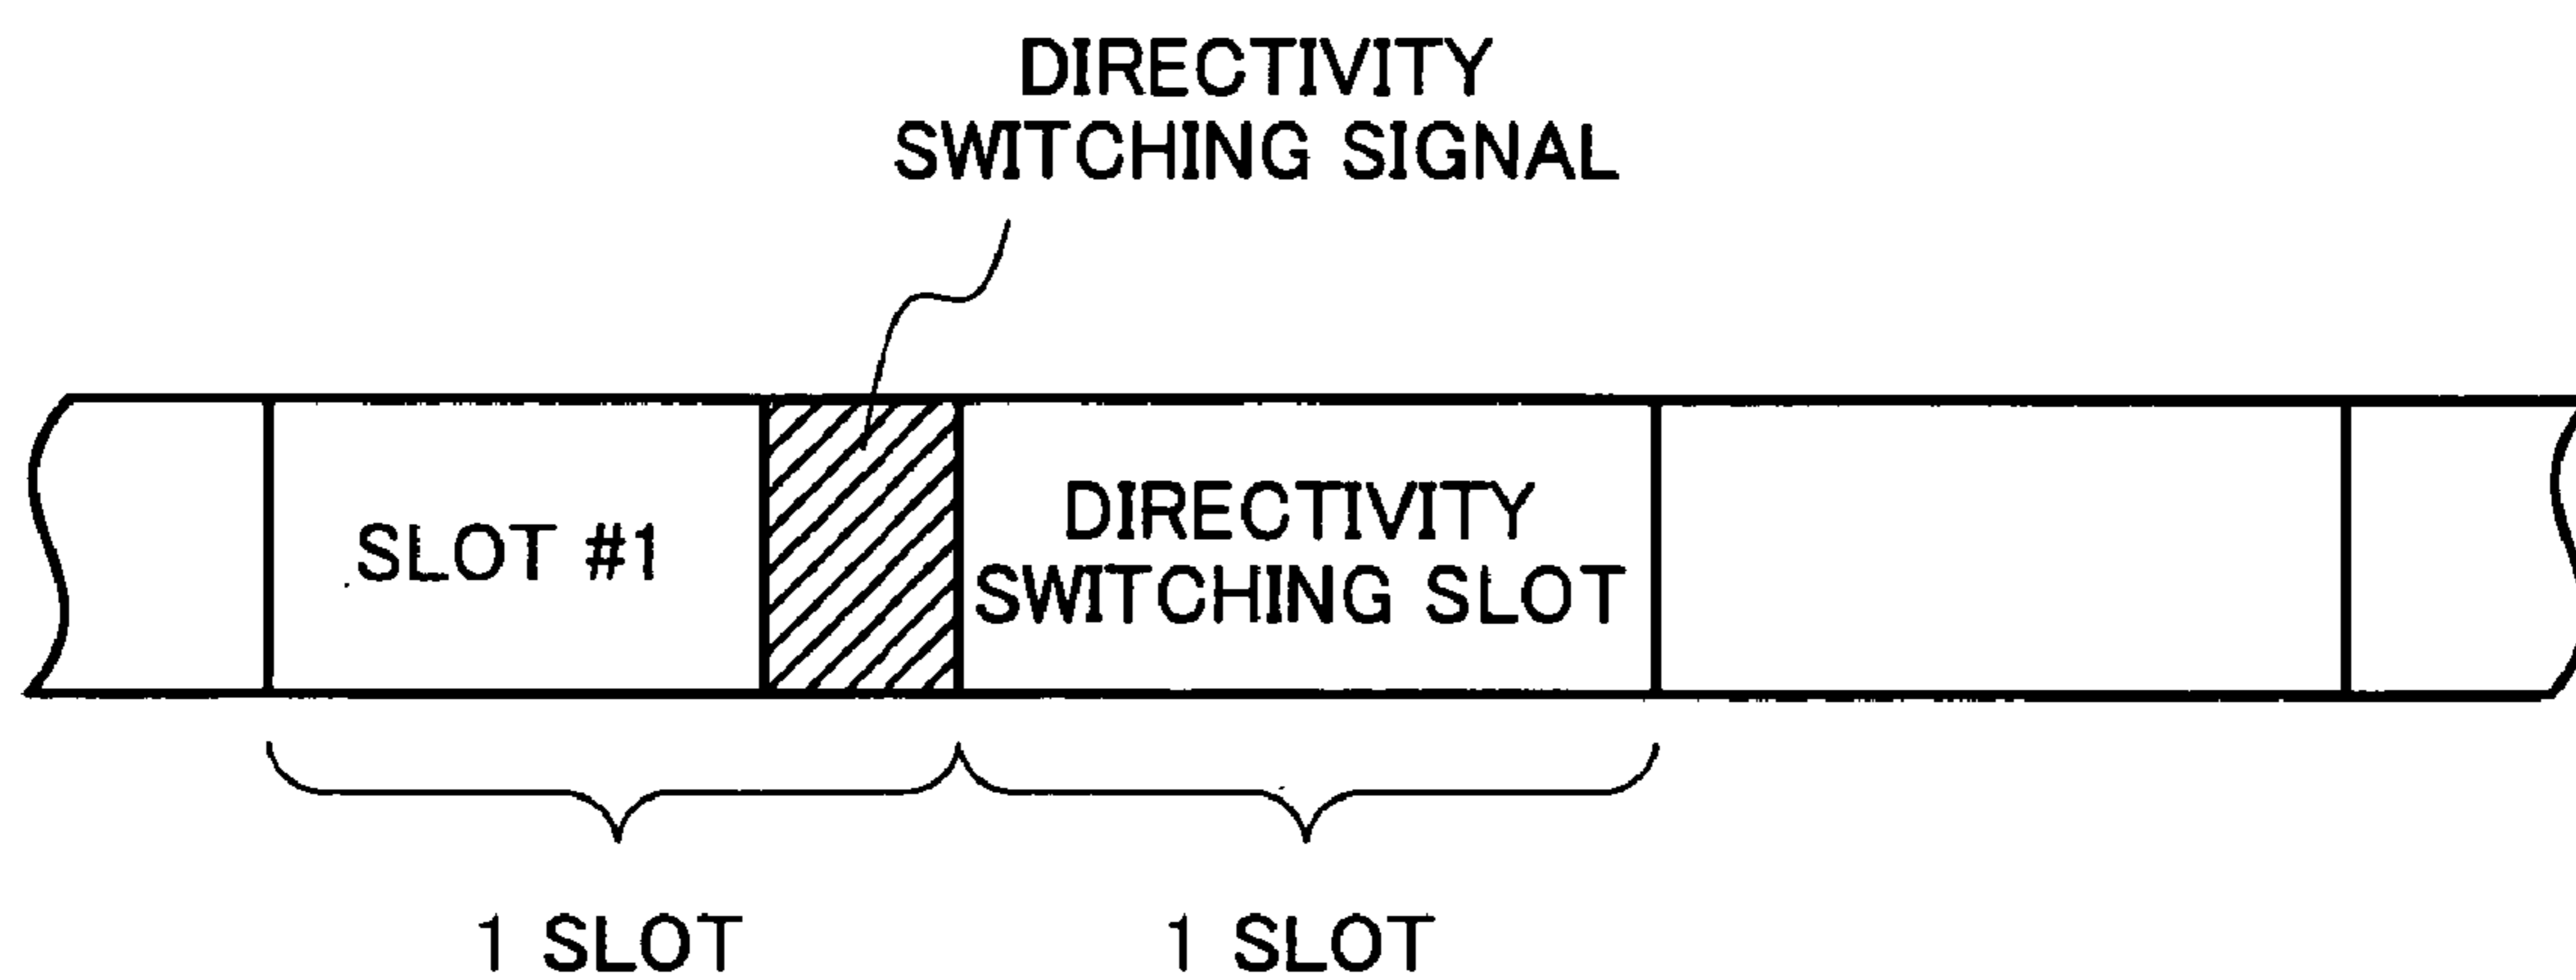 DIRECTIVITY
SWITCHING SIGNAL
SLOT #1
DIRECTIVITY
SWITCHING SLOT
1 SLOT
1 SLOT